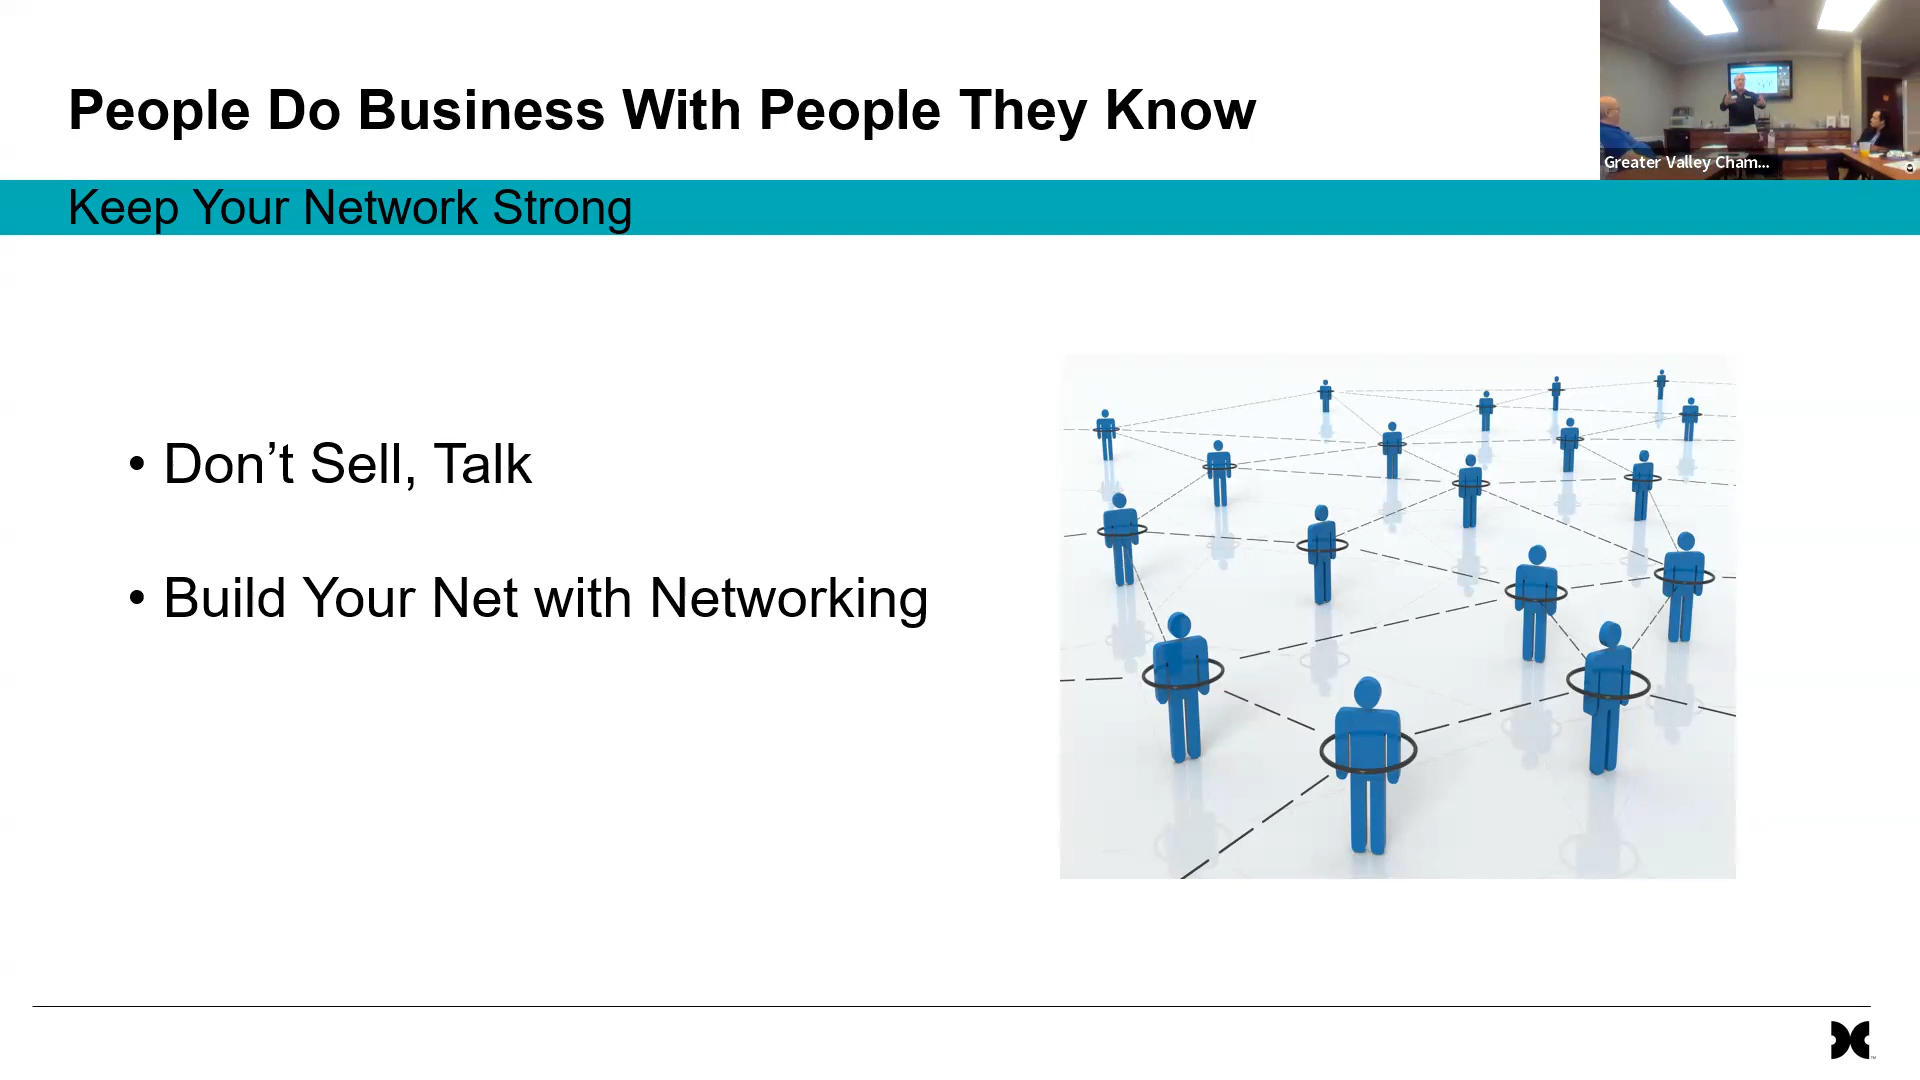 People Do Business With People They Know
Greater Valley Cham...
Keep Your Network Strong
• Don’t Sell, Talk
• Build Your Net with Networking